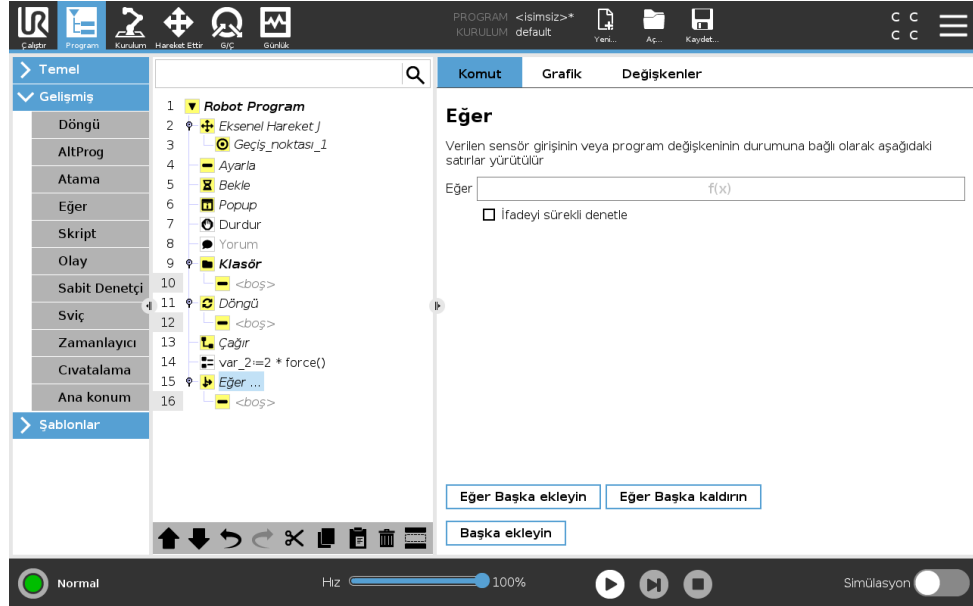 PROGRAM <isimsiz>*
KURULUM default
Çalıştır
Program
Kurulum
Hareket Ettir
G/Ç
Günlük
Yeni...
Aç...
Kaydet...
C C
C C
Temel
Gelişmiş
Döngü
AltProg
Atama
Eğer
Skript
Olay
Sabit Denetçi
Sviç
Zamanlayıcı
Cıvatalama
Ana konum
Şablonlar
1 Robot Program
2 Eksenel Hareket J
3 Geçiş_noktası_1
4 Ayarla
5 Bekle
6 Popup
7 Durdur
8 Yorum
9 Klasör
10 <boş>
11 Döngü
12 <boş>
13 Çağır
14 var_2:=2 * force()
15 Eğer ...
16 <boş>
Komut
Grafik
Değişkenler
Eğer
Verilen sensör girişinin veya program değişkeninin durumuna bağlı olarak aşağıdaki
satırlar yürütülür
Eğer f(x)
İfadeyi sürekli denetle
Eğer Başka ekleyin
Eğer Başka kaldırın
Başka ekleyin
Normal
Hız 100%
Simülasyon